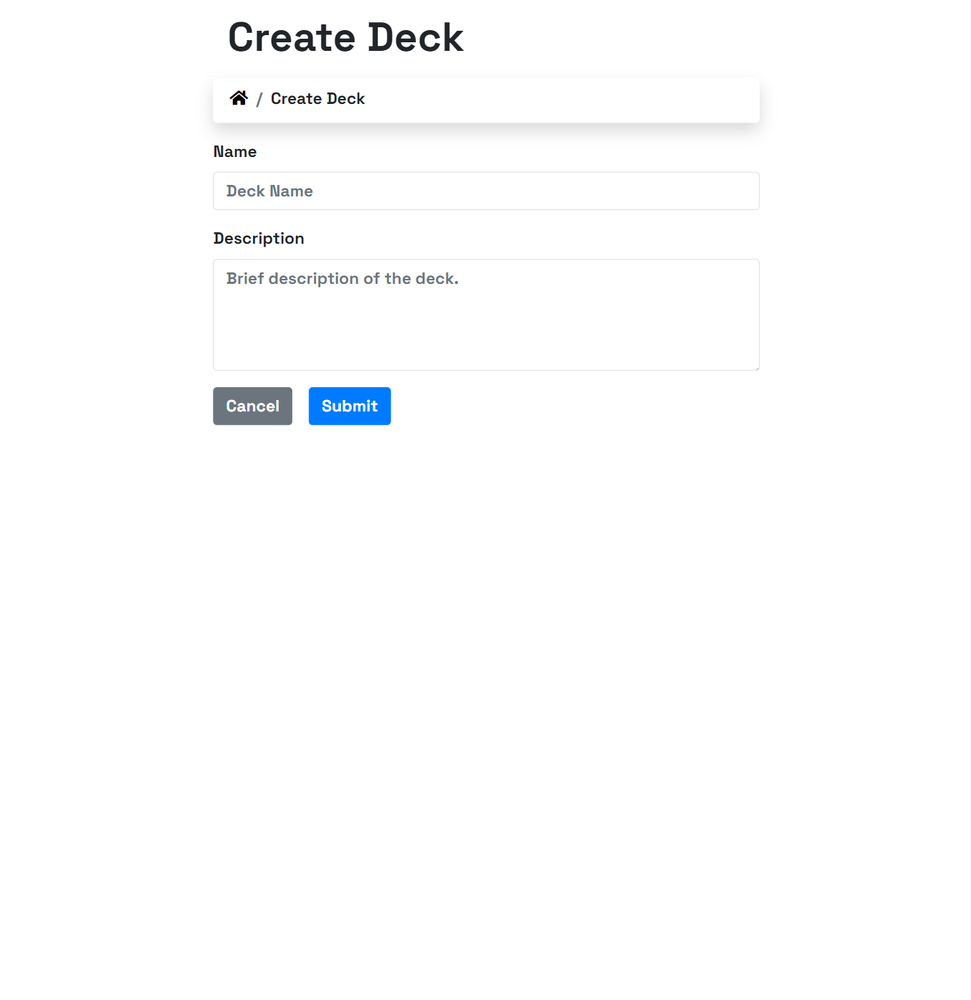 Create Deck
/ Create Deck
Name
Deck Name
Description
Brief description of the deck.
Cancel Submit